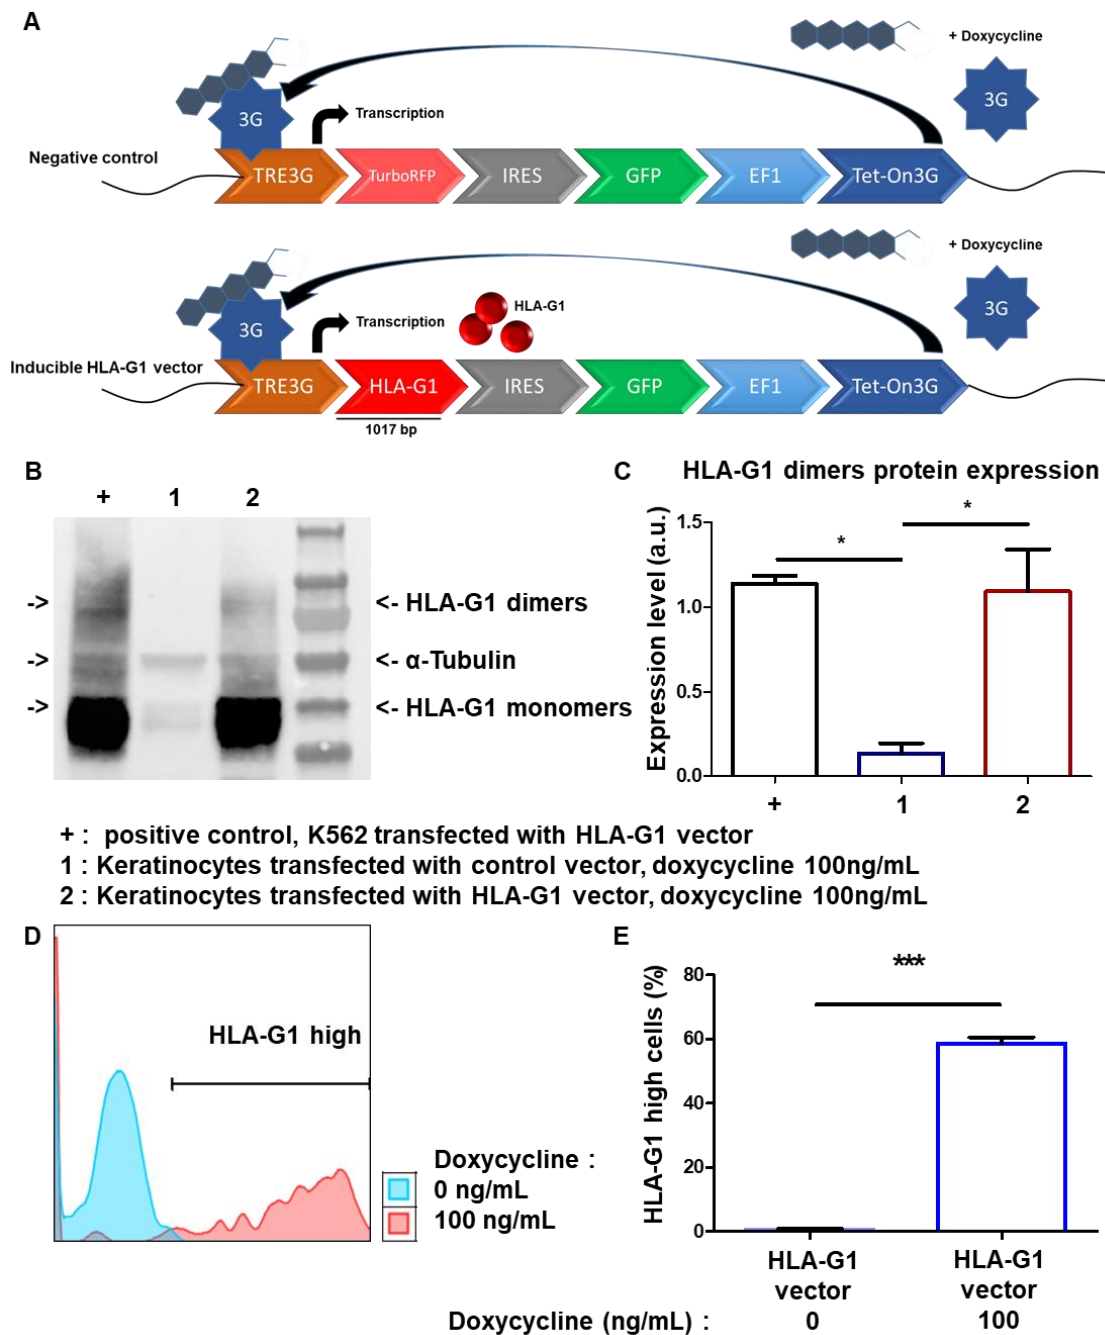 A
+ Doxycycline
3G
3G
Transcription
Negative control
TRE3G TurboRFP IRES GFP EF1 Tet-On3G
+ Doxycycline
3G
3G
HLA-G1
Transcription
Inducible HLA-G1 vector
TRE3G HLA-G1 IRES GFP EF1 Tet-On3G
1017 bp
B
+ 1 2
-> <- HLA-G1 dimers
-> <- α-Tubulin
-> <- HLA-G1 monomers
C HLA-G1 dimers protein expression
Expression level (a.u.)
1.5
1.0
0.5
0.0
* *
+ 1 2
+ : positive control, K562 transfected with HLA-G1 vector
1 : Keratinocytes transfected with control vector, doxycycline 100ng/mL
2 : Keratinocytes transfected with HLA-G1 vector, doxycycline 100ng/mL
D
HLA-G1 high
Doxycycline :
0 ng/mL
100 ng/mL
E
***
HLA-G1 high cells (%)
80
60
40
20
0
HLA-G1 HLA-G1
vector vector
Doxycycline (ng/mL) : 0 100